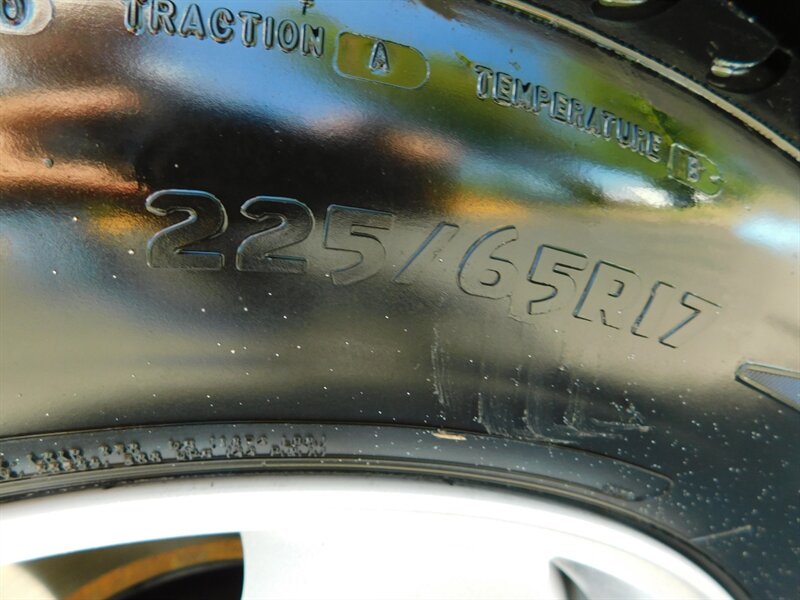 TRACTION A
TEMPERATURE B
225/65R17